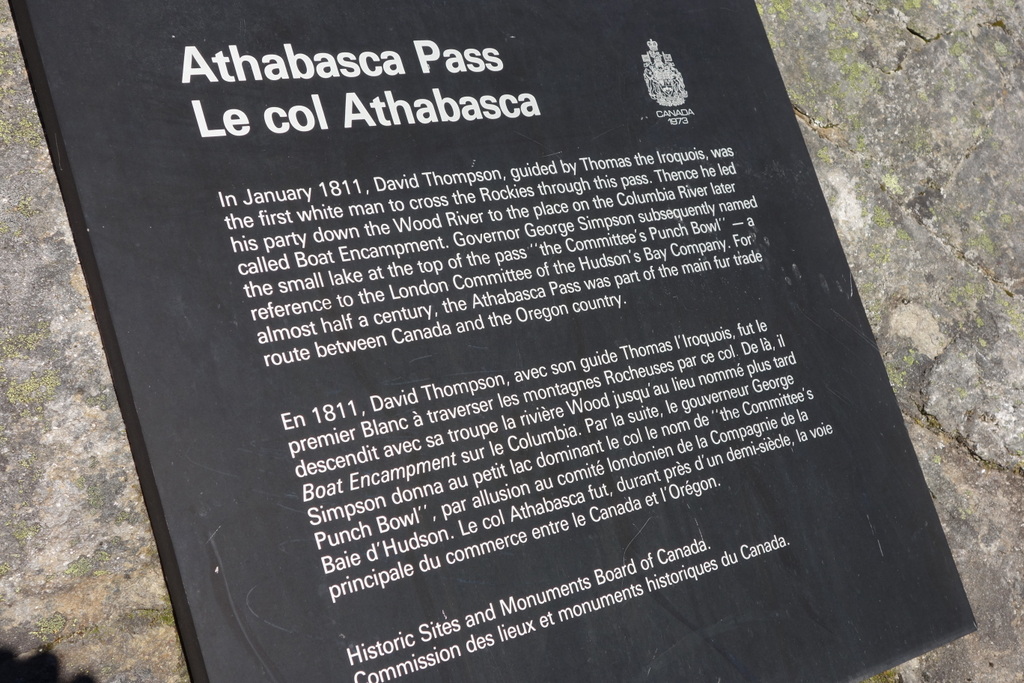 Athabasca Pass
Le col Athabasca
CANADA
1973
In January 1811, David Thompson, guided by Thomas the Iroquois, was
the first white man to cross the Rockies through this pass. Thence he led
his party down the Wood River to the place on the Columbia River later
called Boat Encampment. Governor George Simpson subsequently named
the small lake at the top of the pass ''the Committee's Punch Bowl'' — a
reference to the London Committee of the Hudson's Bay Company. For
almost half a century, the Athabasca Pass was part of the main fur trade
route between Canada and the Oregon country.
En 1811, David Thompson, avec son guide Thomas l'Iroquois, fut le
premier Blanc à traverser les montagnes Rocheuses par ce col. De là, il
descendit avec sa troupe la rivière Wood jusqu'au lieu nommé plus tard
Boat Encampment sur le Columbia. Par la suite, le gouverneur George
Simpson donna au petit lac dominant le col le nom de ''the Committee's
Punch Bowl'', par allusion au comité londonien de la Compagnie de la
Baie d'Hudson. Le col Athabasca fut, durant près d'un demi-siècle, la voie
principale du commerce entre le Canada et l'Orégon.
Historic Sites and Monuments Board of Canada.
Commission des lieux et monuments historiques du Canada.